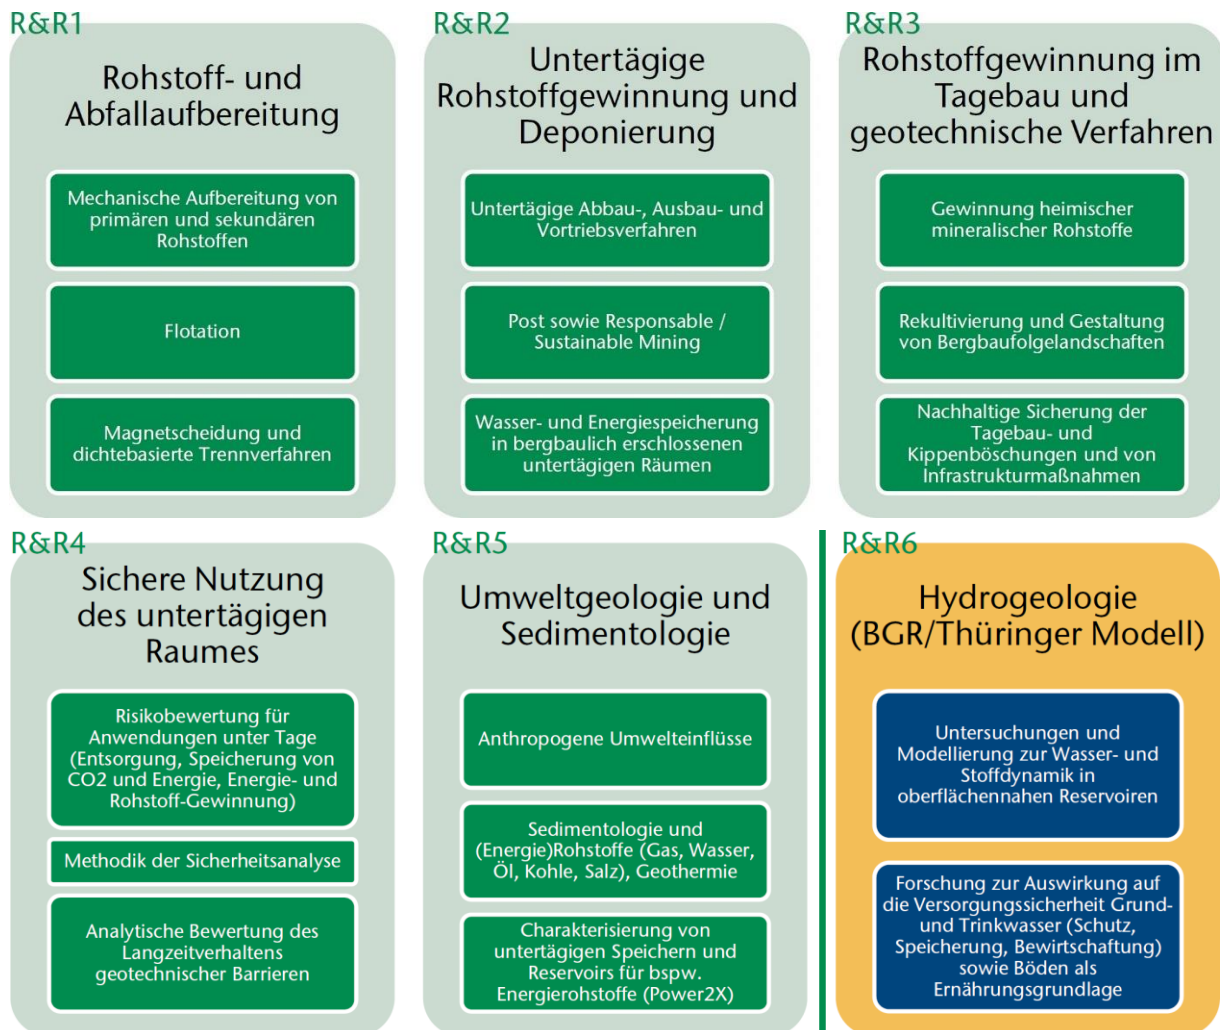 R&R1
Rohstoff- und
Abfallaufbereitung
Mechanische Aufbereitung von
primären und sekundären
Rohstoffen
Flotation
Magnetscheidung und
dichtebasierte Trennverfahren
R&R2
Untertägige
Rohstoffgewinnung und
Deponierung
Untertägige Abbau-, Ausbau- und
Vortriebsverfahren
Post sowie Responsable /
Sustainable Mining
Wasser- und Energiespeicherung
in bergbaulich erschlossenen
untertägigen Räumen
R&R3
Rohstoffgewinnung im
Tagebau und
geotechnische Verfahren
Gewinnung heimischer
mineralischer Rohstoffe
Rekultivierung und Gestaltung
von Bergbaufolgelandschaften
Nachhaltige Sicherung der
Tagebau- und
Kippenböschungen und von
Infrastrukturmaßnahmen
R&R4
Sichere Nutzung
des untertägigen
Raumes
Risikobewertung für
Anwendungen unter Tage
(Entsorgung, Speicherung von
CO2 und Energie, Energie- und
Rohstoff-Gewinnung)
Methodik der Sicherheitsanalyse
Analytische Bewertung des
Langzeitverhaltens
geotechnischer Barrieren
R&R5
Umweltgeologie und
Sedimentologie
Anthropogene Umwelteinflüsse
Sedimentologie und
(Energie)Rohstoffe (Gas, Wasser,
Öl, Kohle, Salz), Geothermie
Charakterisierung von
untertägigen Speichern und
Reservoirs für bspw.
Energierohstoffe (Power2X)
R&R6
Hydrogeologie
(BGR/Thüringer Modell)
Untersuchungen und
Modellierung zur Wasser- und
Stoffdynamik in
oberflächennahen Reservoiren
Forschung zur Auswirkung auf
die Versorgungssicherheit Grund-
und Trinkwasser (Schutz,
Speicherung, Bewirtschaftung)
sowie Böden als
Ernährungsgrundlage